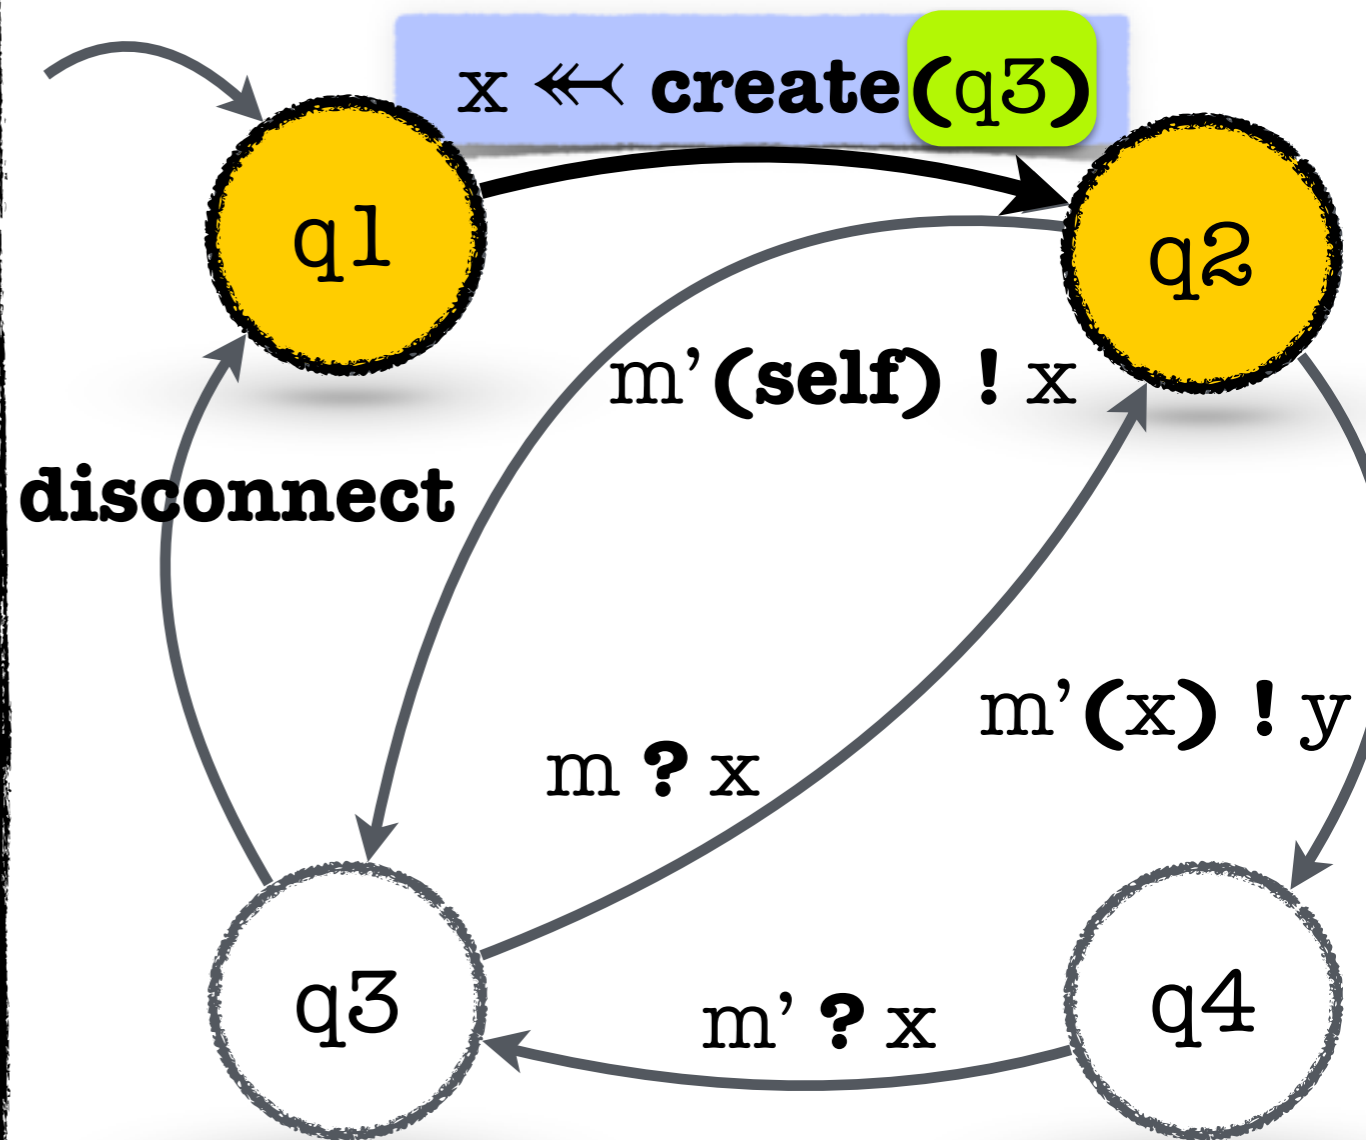 x ↞ create(q3)
q1
q2
m’(self) ! x
disconnect
m’(x) ! y
m ? x
q3
q4
m’ ? x